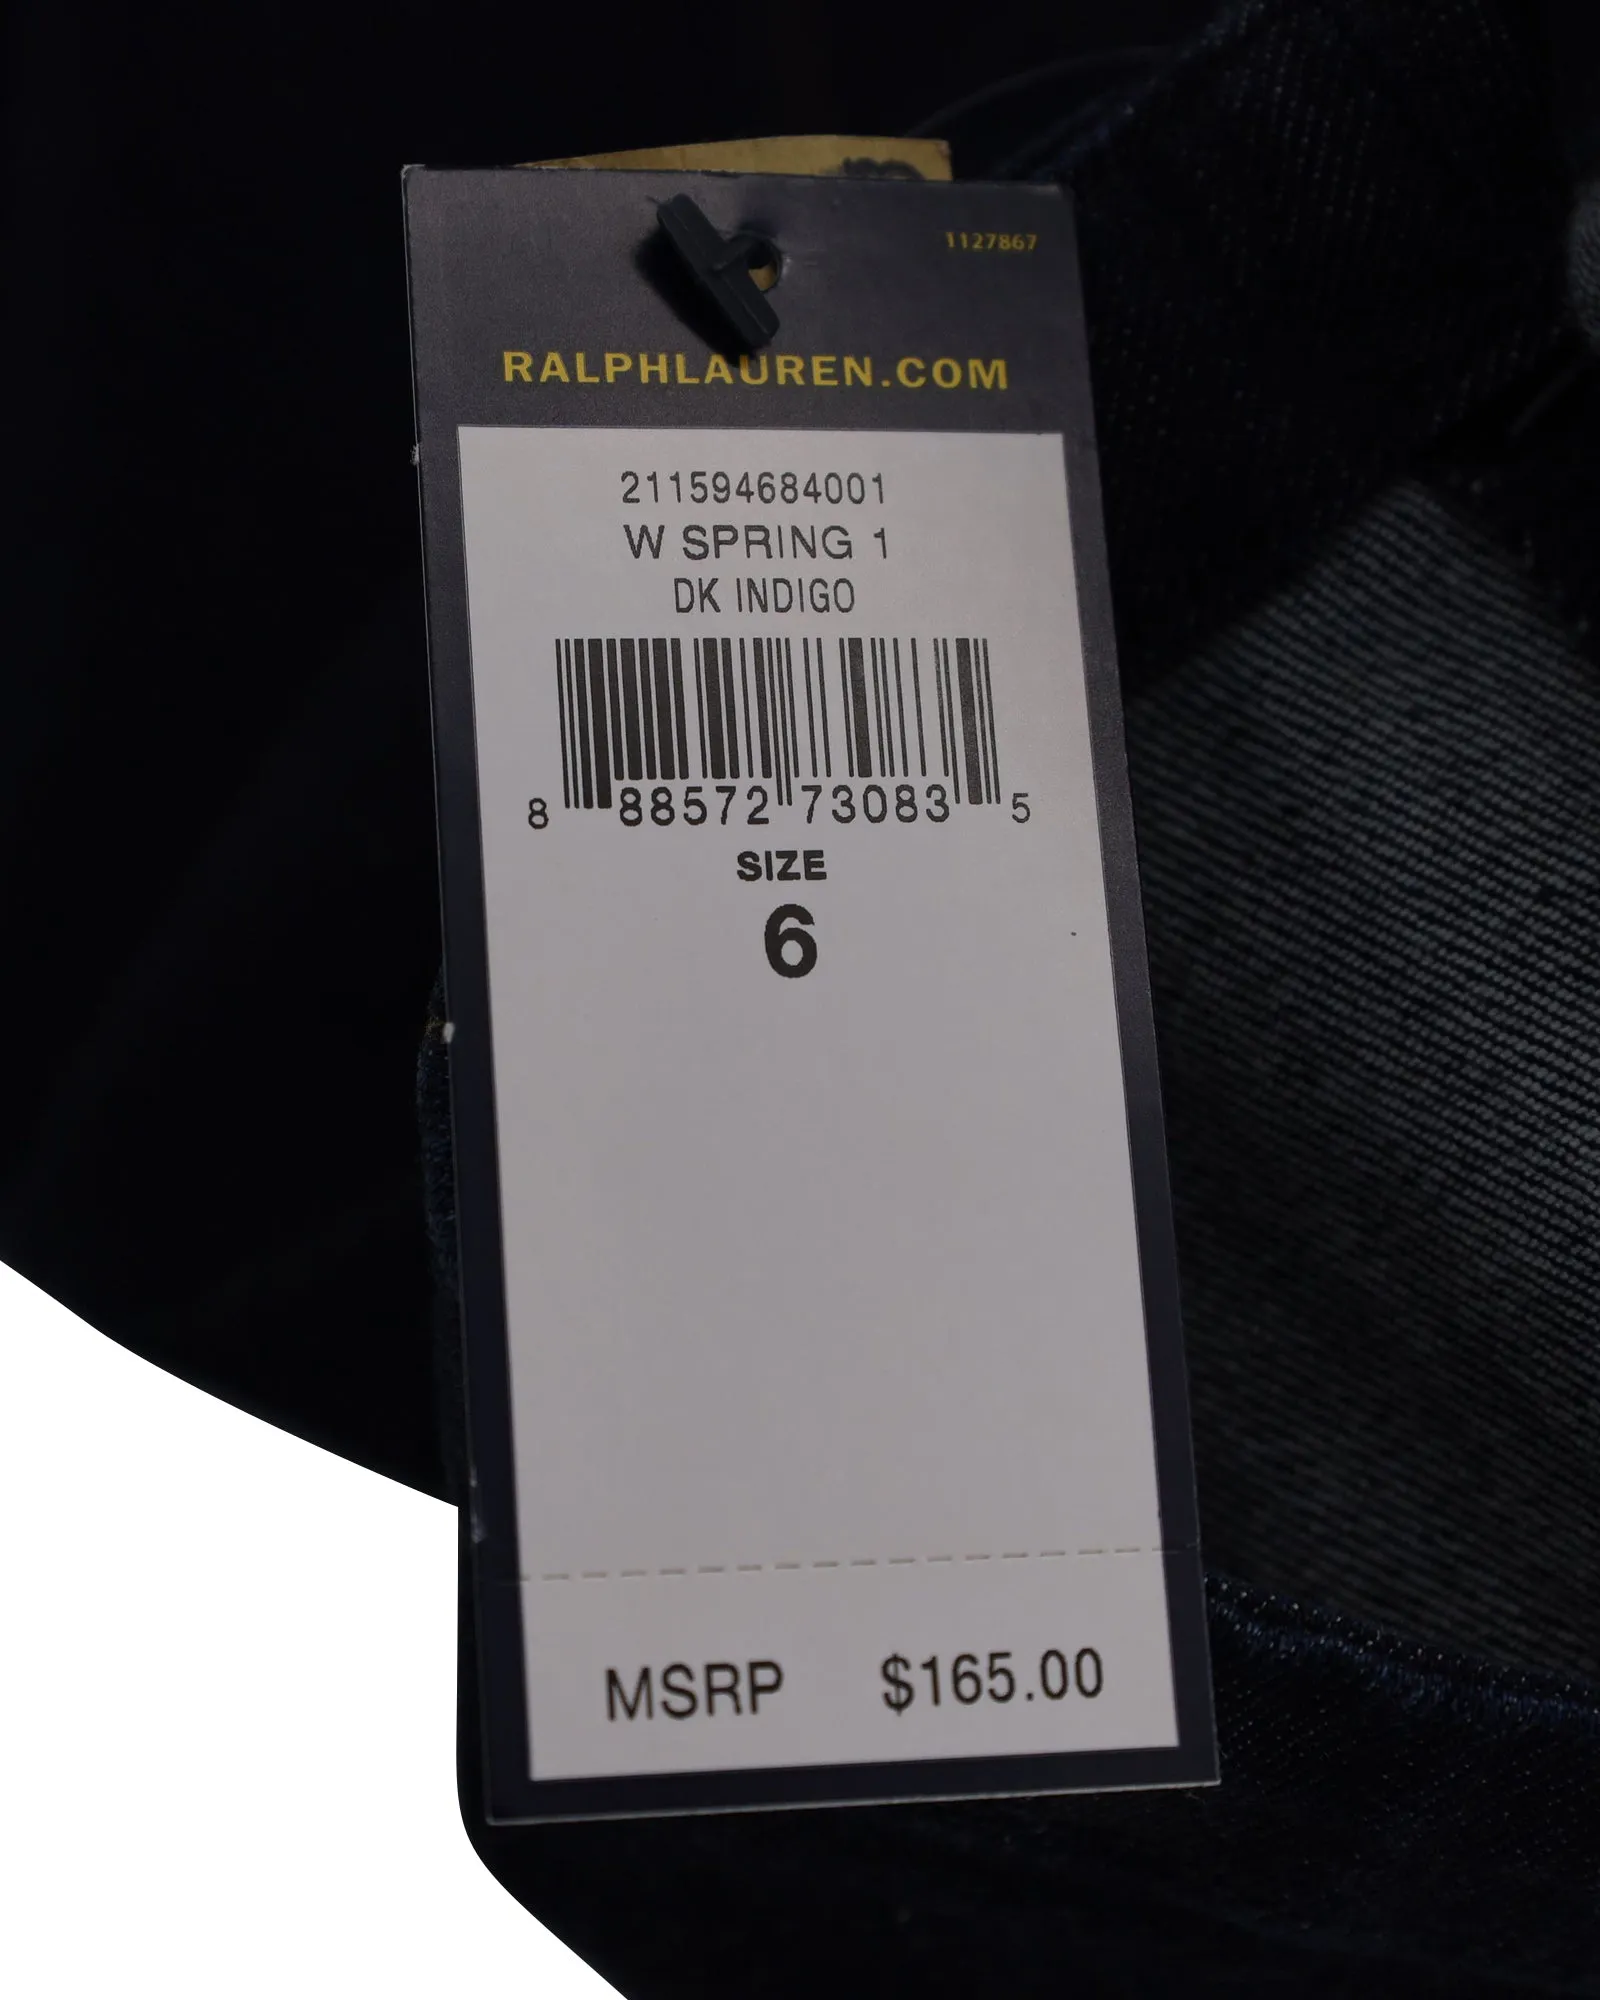 1127867
RALPHLAUREN.COM
211594684001
W SPRING 1
DK INDIGO
8 88572 73083 5
SIZE
6
MSRP $165.00